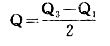 Q = (Q₃ − Q₁) / 2